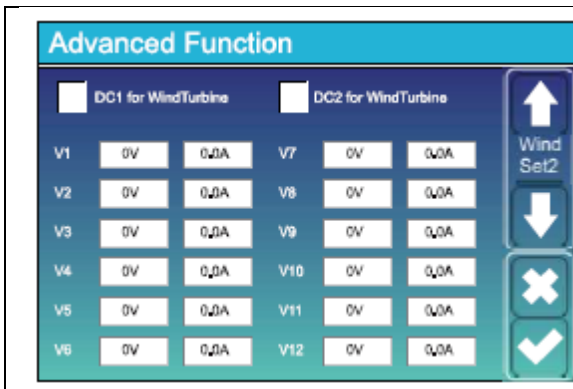 Advanced Function
DC1 for WindTurbine DC2 for WindTurbine
Wind
Set2
V1 0V 0.0A V7 0V 0.0A
V2 0V 0.0A V8 0V 0.0A
V3 0V 0.0A V9 0V 0.0A
V4 0V 0.0A V10 0V 0.0A
V5 0V 0.0A V11 0V 0.0A
V6 0V 0.0A V12 0V 0.0A